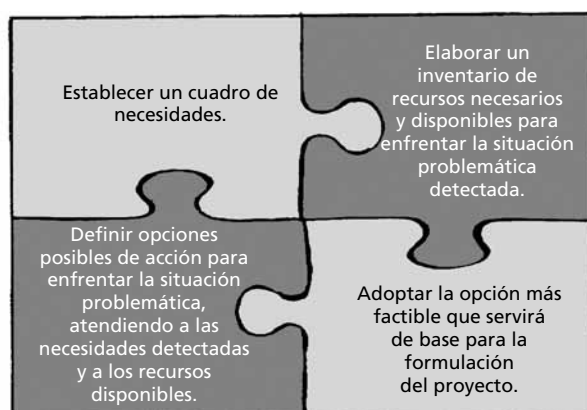 Establecer un cuadro de
necesidades.
Elaborar un
inventario de
recursos necesarios
y disponibles para
enfrentar la situación
problemática
detectada.
Definir opciones
posibles de acción para
enfrentar la situación
problemática,
atendiendo a las
necesidades detectadas
y a los recursos
disponibles.
Adoptar la opción más
factible que servirá
de base para la
formulación
del proyecto.